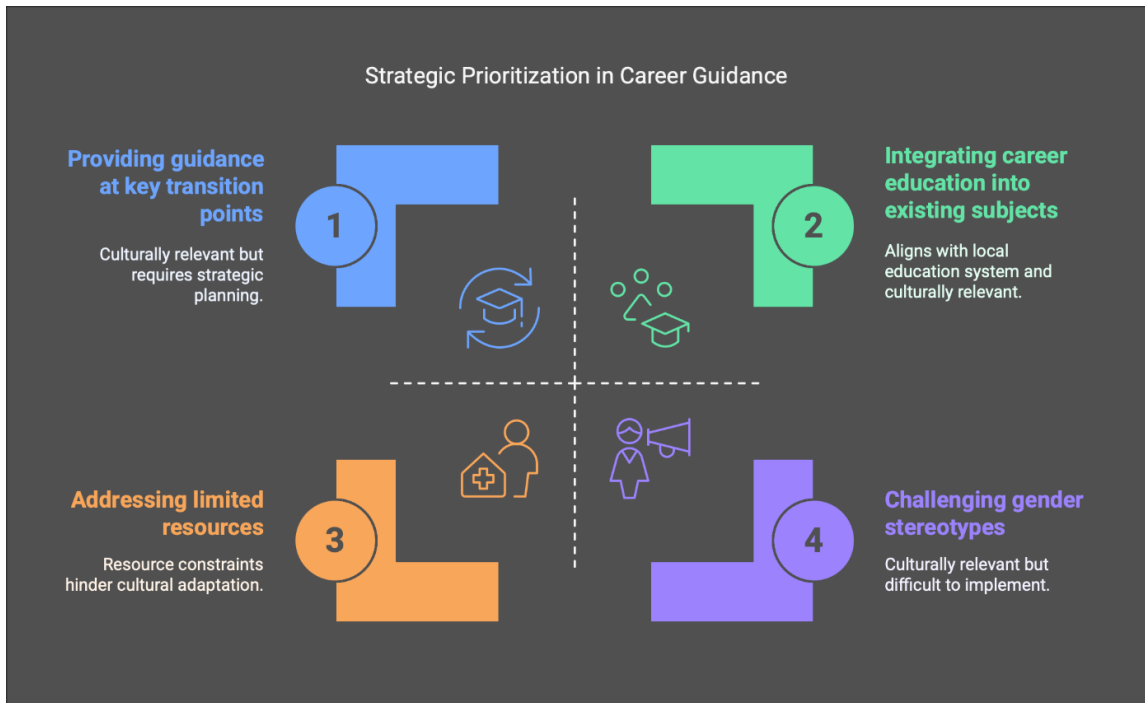 Strategic Prioritization in Career Guidance
Providing guidance
at key transition
points
Culturally relevant but
requires strategic
planning.
1
2
Integrating career
education into
existing subjects
Aligns with local
education system and
culturally relevant.
Addressing limited
resources
Resource constraints
hinder cultural adaptation.
3
4
Challenging gender
stereotypes
Culturally relevant but
difficult to implement.